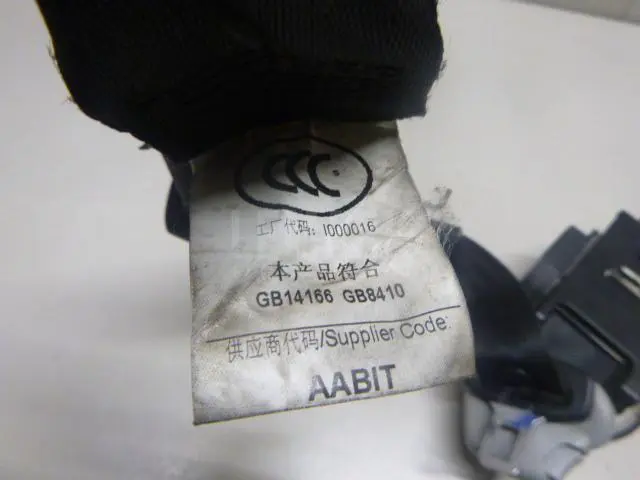 CCC
工厂代码: I000016
本产品符合
GB14166 GB8410
供应商代码/Supplier Code:
AABIT